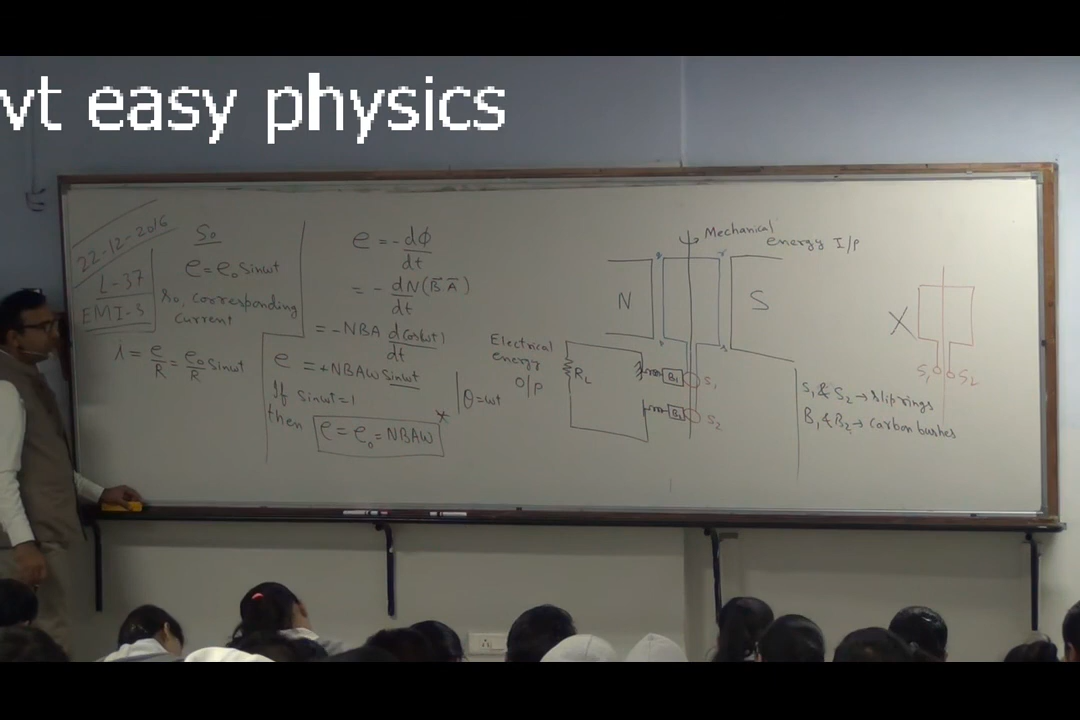 vt easy physics
22-12-2016
L-37
EMI-5
So
e = e₀ sinωt
So, corresponding
current
i = e/R = e₀/R sinωt
e = -dϕ/dt
= - dN(B̄.Ā)/dt
= -NBA d(cosωt)/dt
e = +NBAω sinωt
If sinωt=1
then e = e₀ = NBAω
*
θ=ωt
Mechanical
energy I/p
N
S
Electrical
energy
O/p
R_L
B₁
S₁
B₂
S₂
X
S₁ S₂
S₁ & S₂ → slip rings
B₁ & B₂ → carbon bushes